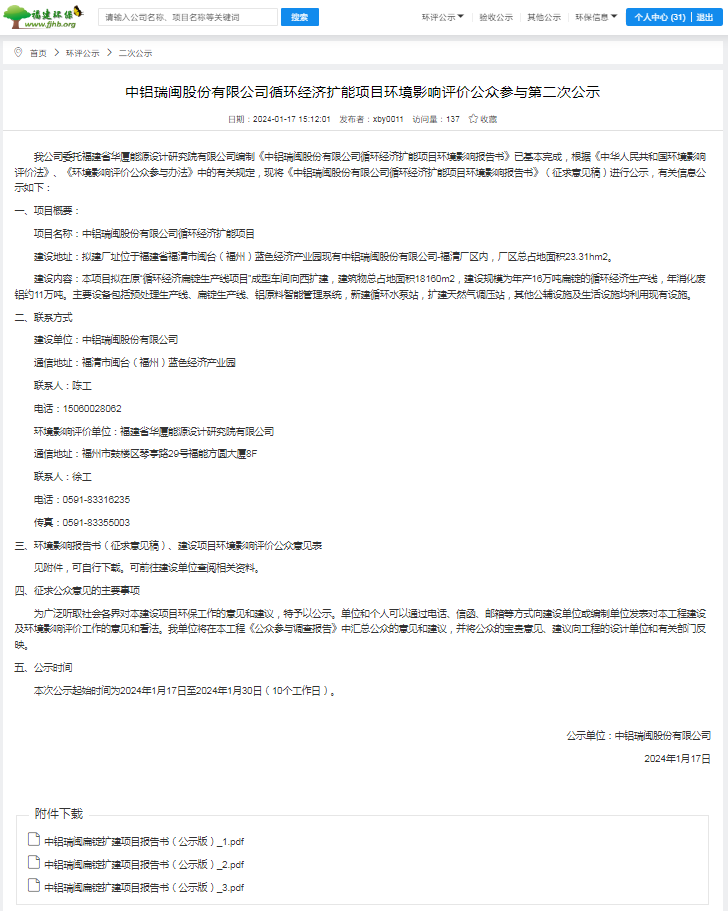 福建环保
www.fjhb.org
请输入公司名称、项目名称等关键词
搜索
环评公示 验收公示 其他公示 环保信息 个人中心 (31) | 退出
首页 > 环评公示 > 二次公示
中铝瑞闽股份有限公司循环经济扩能项目环境影响评价公众参与第二次公示
日期：2024-01-17 15:12:01 发布者：xby0011 访问量：137 收藏
我公司委托福建省华厦能源设计研究院有限公司编制《中铝瑞闽股份有限公司循环经济扩能项目环境影响报告书》已基本完成，根据《中华人民共和国环境影响
评价法》、《环境影响评价公众参与办法》中的有关规定，现将《中铝瑞闽股份有限公司循环经济扩能项目环境影响报告书》（征求意见稿）进行公示，有关信息公
示如下：
一、项目概要：
项目名称：中铝瑞闽股份有限公司循环经济扩能项目
建设地址：拟建厂址位于福建省福清市闽台（福州）蓝色经济产业园现有中铝瑞闽股份有限公司-福清厂区内，厂区总占地面积23.31hm2。
建设内容：本项目拟在原“循环经济扁锭生产线项目”成型车间向西扩建，建筑物总占地面积18160m2，建设规模为年产16万吨扁锭的循环经济生产线，年消化废
铝约11万吨。主要设备包括预处理生产线、扁锭生产线、铝原料智能管理系统，新建循环水泵站，扩建天然气调压站，其他公辅设施及生活设施均利用现有设施。
二、联系方式
建设单位：中铝瑞闽股份有限公司
通信地址：福清市闽台（福州）蓝色经济产业园
联系人：陈工
电话：15060028062
环境影响评价单位：福建省华厦能源设计研究院有限公司
通信地址：福州市鼓楼区琴亭路29号福能方圆大厦8F
联系人：徐工
电话：0591-83316235
传真：0591-83355003
三、环境影响报告书（征求意见稿）、建设项目环境影响评价公众意见表
见附件，可自行下载。可前往建设单位查阅相关资料。
四、征求公众意见的主要事项
为广泛听取社会各界对本建设项目环保工作的意见和建议，特予以公示。单位和个人可以通过电话、信函、邮箱等方式向建设单位或编制单位发表对本工程建设
及环境影响评价工作的意见和看法。我单位将在本工程《公众参与调查报告》中汇总公众的意见和建议，并将公众的宝贵意见、建议向工程的设计单位和有关部门反
映。
五、公示时间
本次公示起始时间为2024年1月17日至2024年1月30日（10个工作日）。
公示单位：中铝瑞闽股份有限公司
2024年1月17日
附件下载
中铝瑞闽扁锭扩建项目报告书（公示版）_1.pdf
中铝瑞闽扁锭扩建项目报告书（公示版）_2.pdf
中铝瑞闽扁锭扩建项目报告书（公示版）_3.pdf